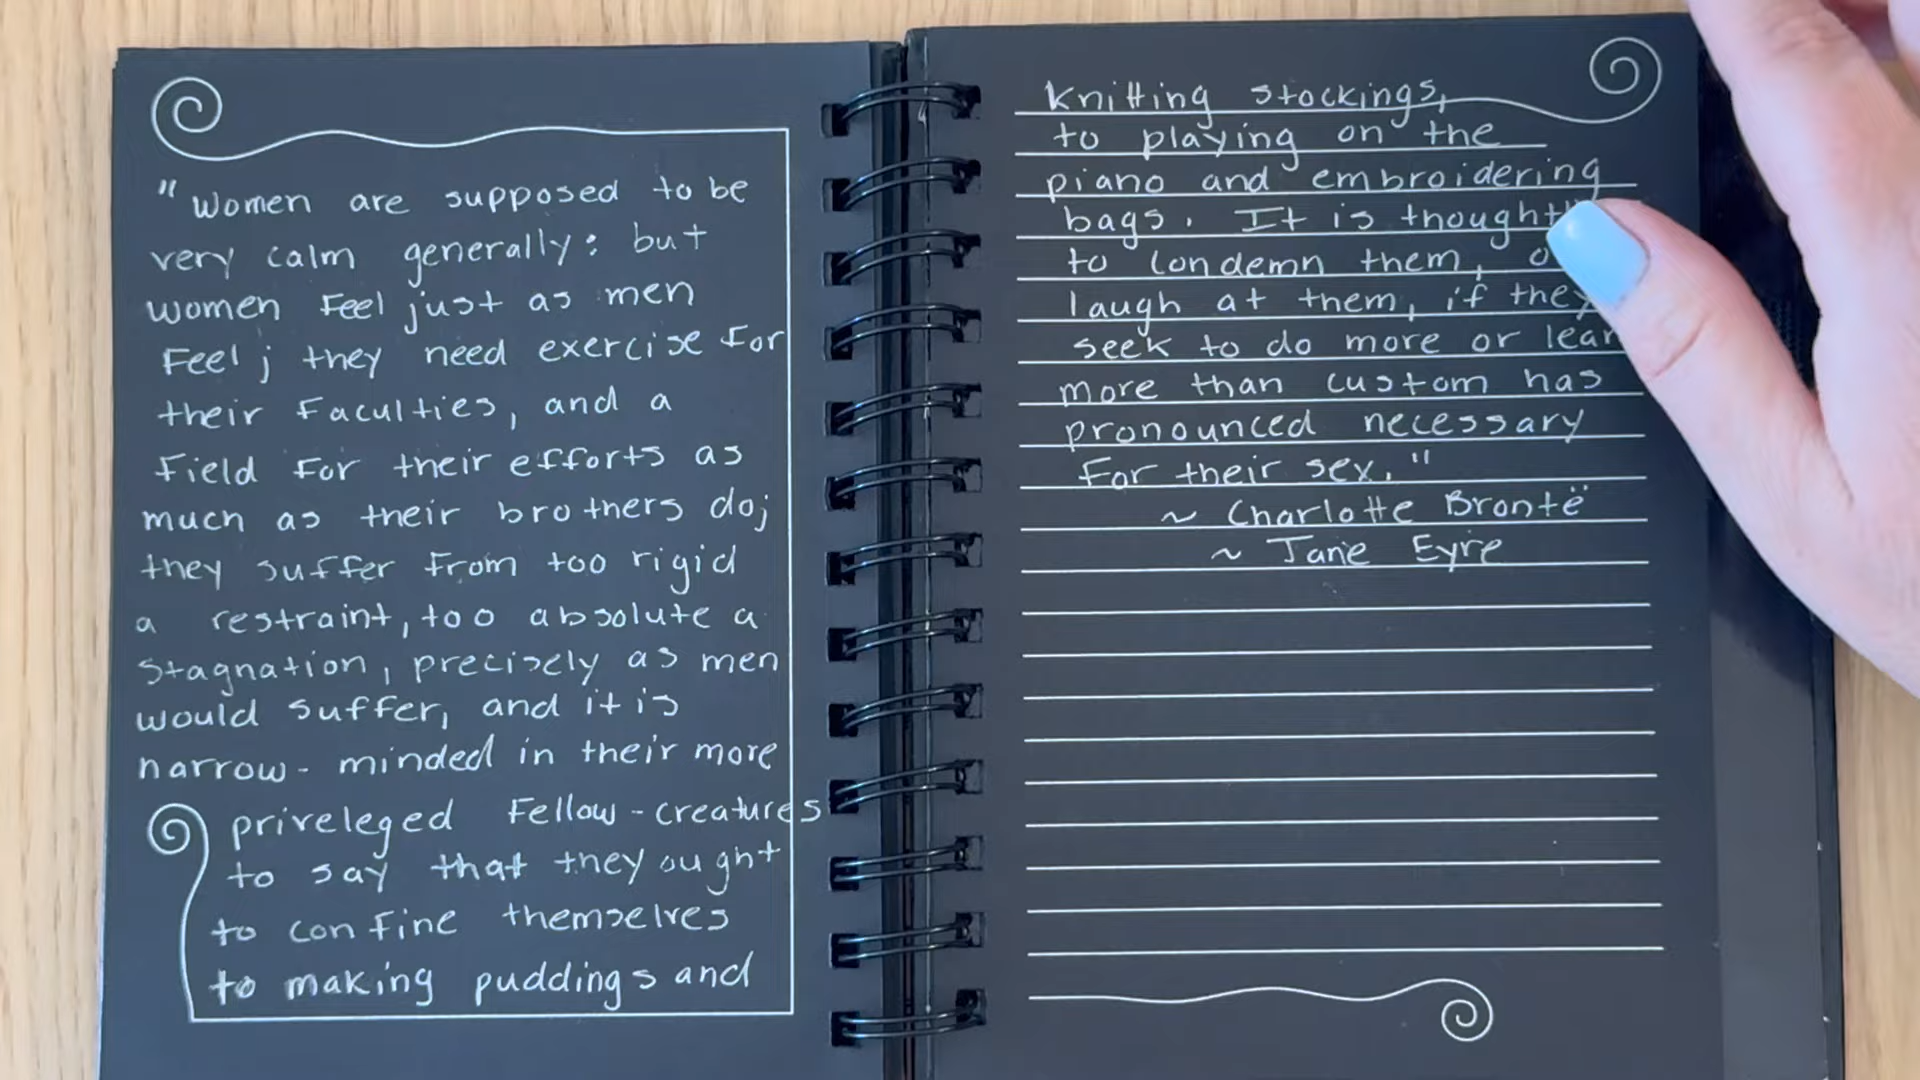 "Women are supposed to be
very calm generally: but
women feel just as men
feel; they need exercise for
their faculties, and a
field for their efforts as
much as their brothers do;
they suffer from too rigid
a restraint, too absolute a
stagnation, precisely as men
would suffer, and it is
narrow-minded in their more
priveleged fellow-creatures
to say that they ought
to confine themselves
to making puddings and
knitting stockings,
to playing on the
piano and embroidering
bags. It is thought
to condemn them,
laugh at them, if they
seek to do more or lear
more than custom has
pronounced necessary
for their sex."
~ Charlotte Brontë
~ Jane Eyre